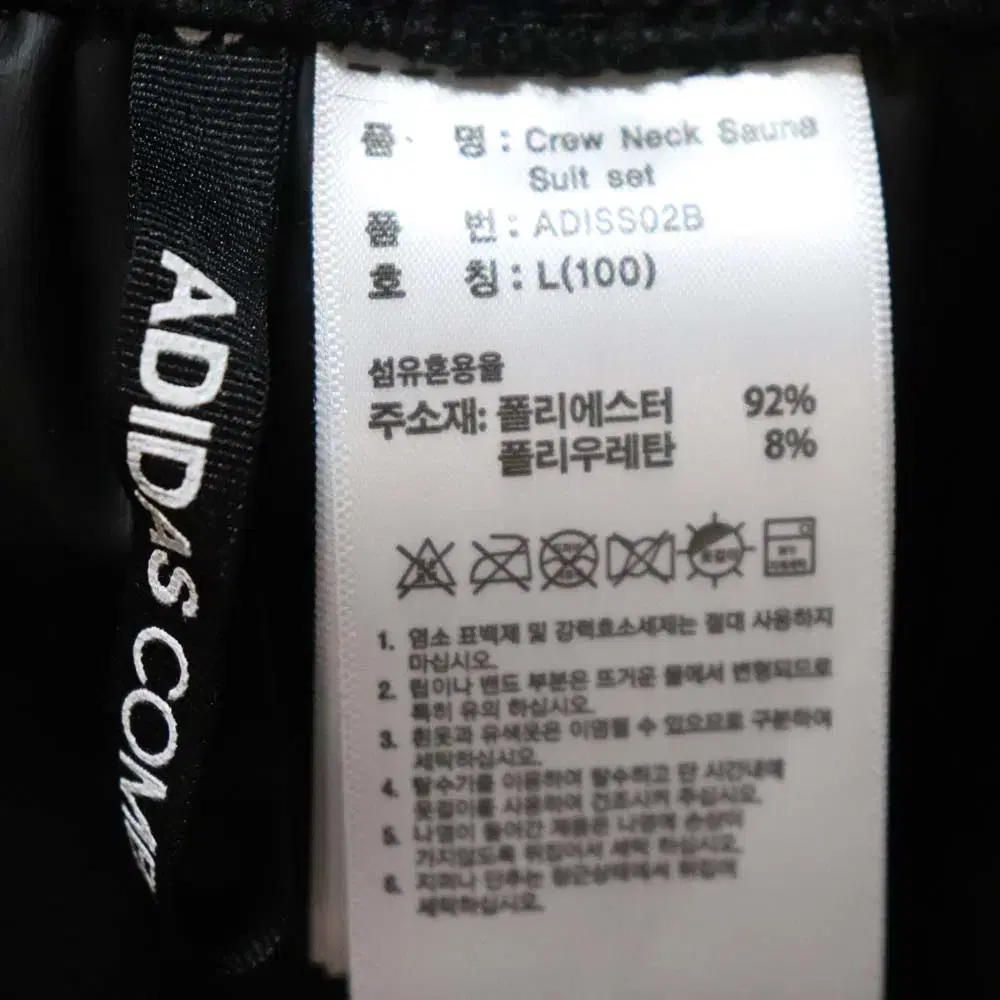 ADIDAS COMB
품 명 : Crew Neck Sauna
Suit set
품 번 : ADISS02B
호 칭 : L(100)
섬유혼용율
주소재: 폴리에스터 92%
폴리우레탄 8%
1. 염소 표백제 및 강력효소세제는 절대 사용하지
마십시오.
2. 립이나 밴드 부분은 뜨거운 물에서 변형되므로
특히 유의 하십시오.
3. 흰옷과 유색옷은 이염될 수 있으므로 구분하여
세탁하십시오.
4. 탈수기를 이용하여 탈수하고 단 시간내에
옷걸이를 사용하여 건조시켜 주십시오.
5. 나염이 들어간 제품은 나염에 손상이
가지않도록 뒤집어서 세탁 하십시오.
6. 지퍼나 단추는 잠근상태에서 뒤집어
세탁하십시오.